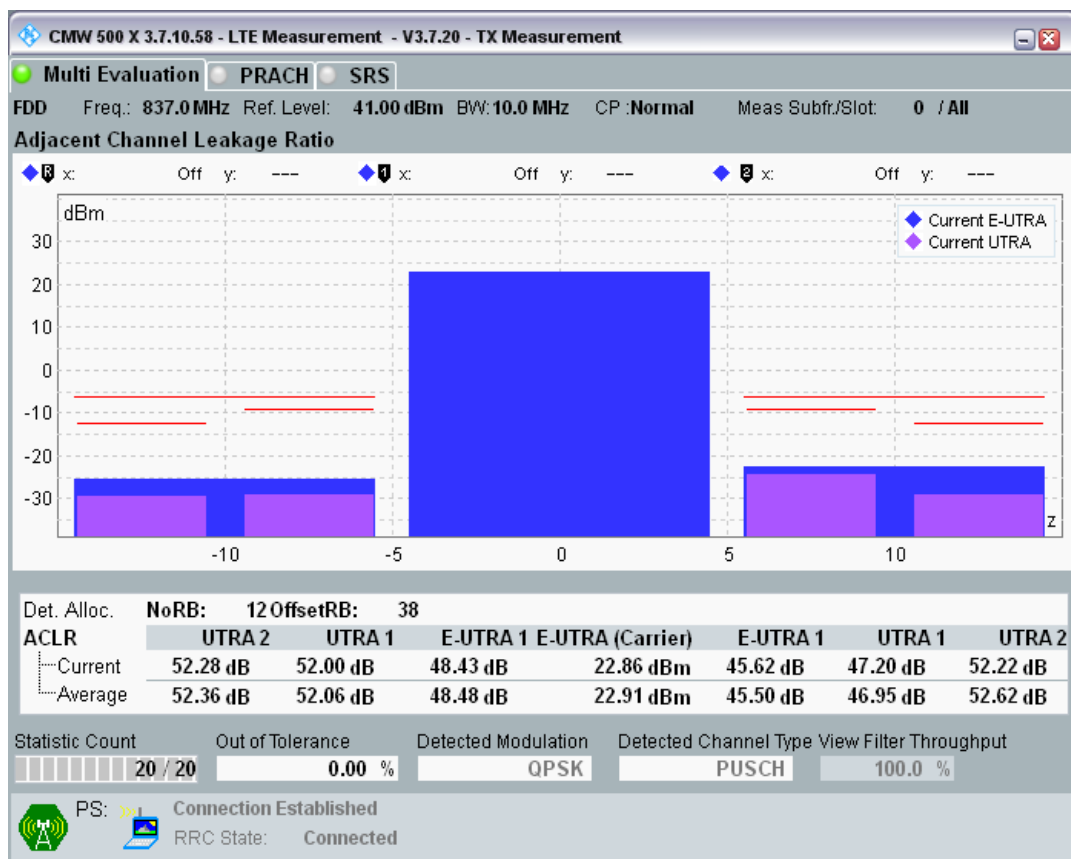 CMW 500 X 3.7.10.58 - LTE Measurement - V3.7.20 - TX Measurement
Multi Evaluation PRACH SRS
FDD Freq.: 837.0 MHz Ref. Level: 41.00 dBm BW: 10.0 MHz CP :Normal Meas Subfr./Slot: 0 / All
Adjacent Channel Leakage Ratio
R x: Off y: --- 1 x: Off y: --- 2 x: Off y: ---
dBm
Current E-UTRA
Current UTRA
30
20
10
0
-10
-20
-30
z
-10 -5 0 5 10
Det. Alloc. NoRB: 12 OffsetRB: 38
ACLR UTRA 2 UTRA 1 E-UTRA 1 E-UTRA (Carrier) E-UTRA 1 UTRA 1 UTRA 2
Current 52.28 dB 52.00 dB 48.43 dB 22.86 dBm 45.62 dB 47.20 dB 52.22 dB
Average 52.36 dB 52.06 dB 48.48 dB 22.91 dBm 45.50 dB 46.95 dB 52.62 dB
Statistic Count Out of Tolerance Detected Modulation Detected Channel Type View Filter Throughput
20 / 20 0.00 % QPSK PUSCH 100.0 %
PS: Connection Established
RRC State: Connected